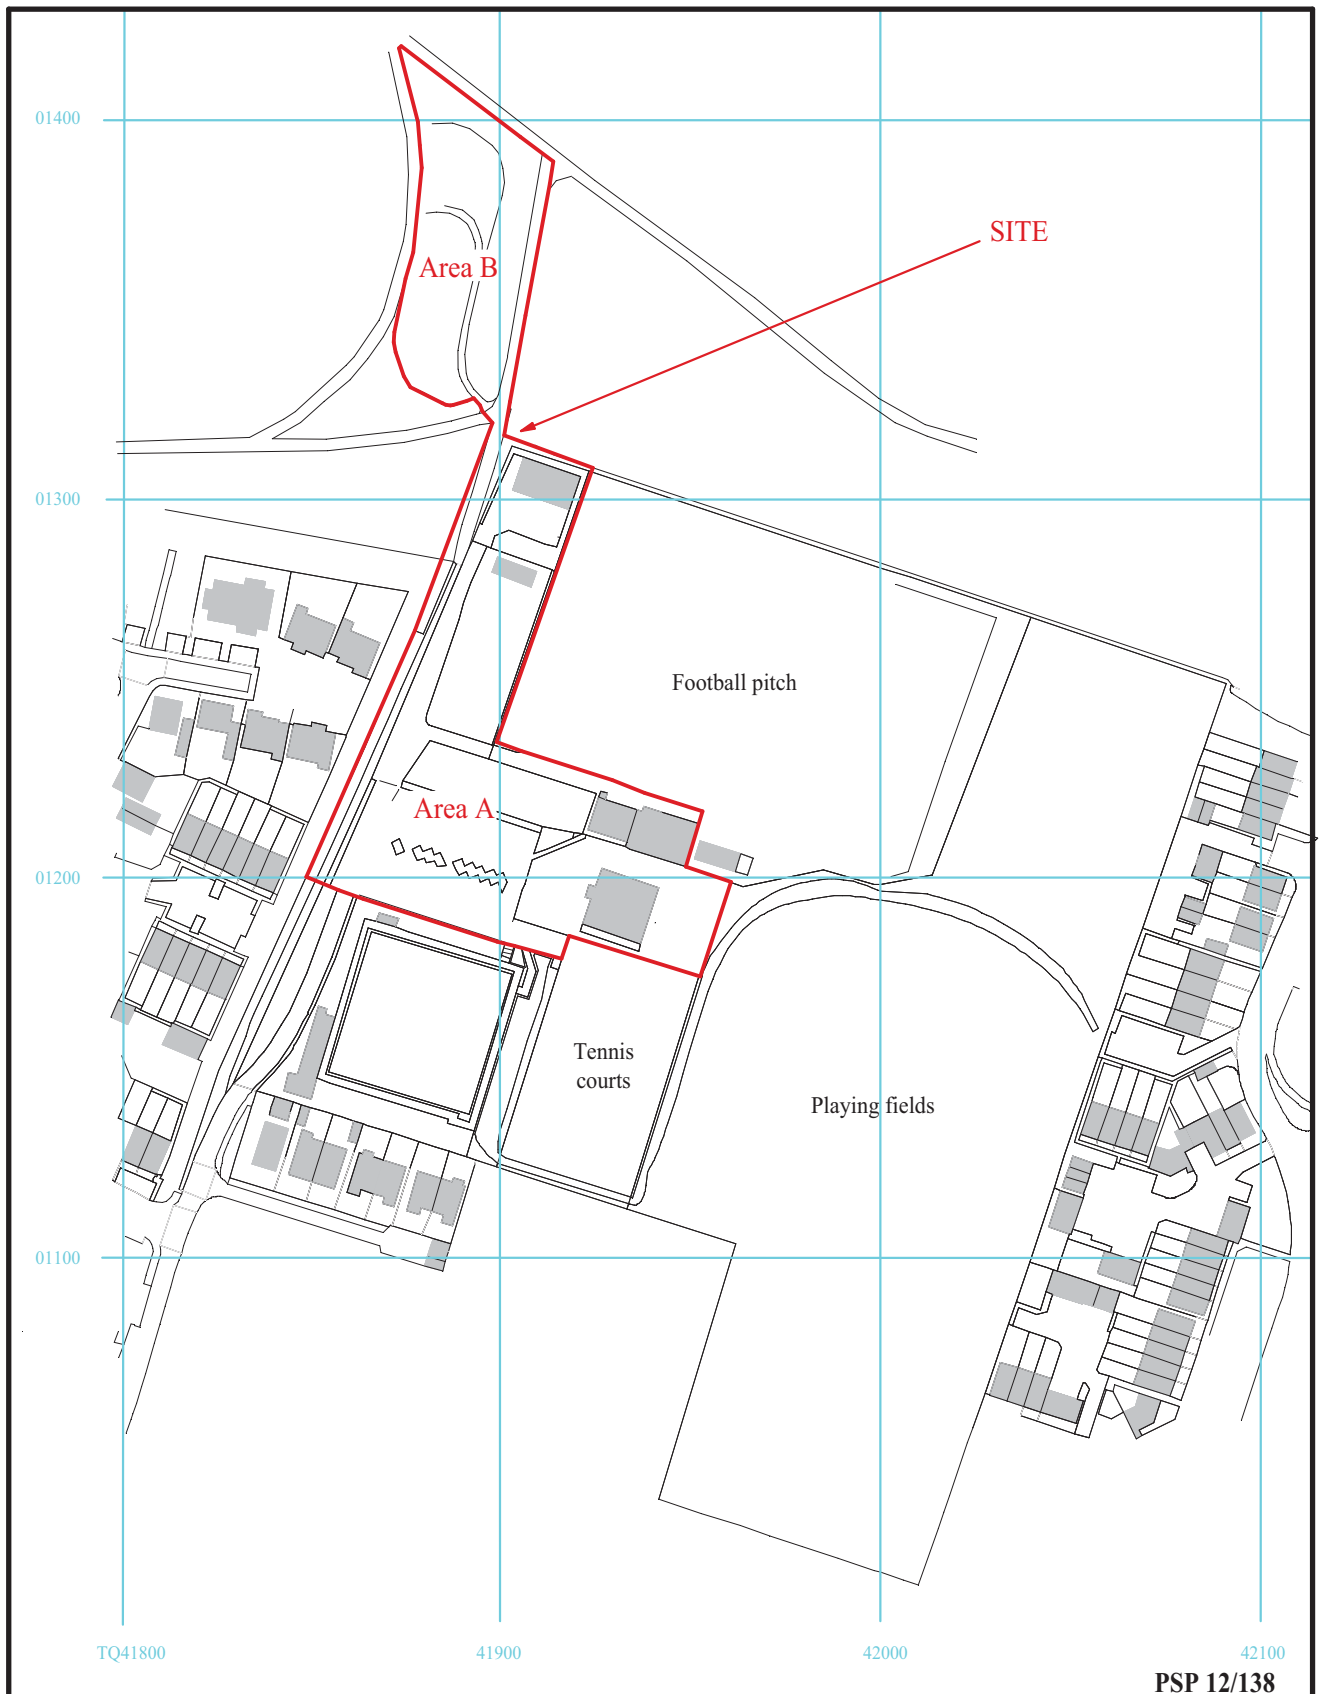 01400
SITE
Area B
01300
Football pitch
Area A
01200
Tennis
courts
Playing fields
01100
TQ41800
41900
42000
42100
PSP 12/138